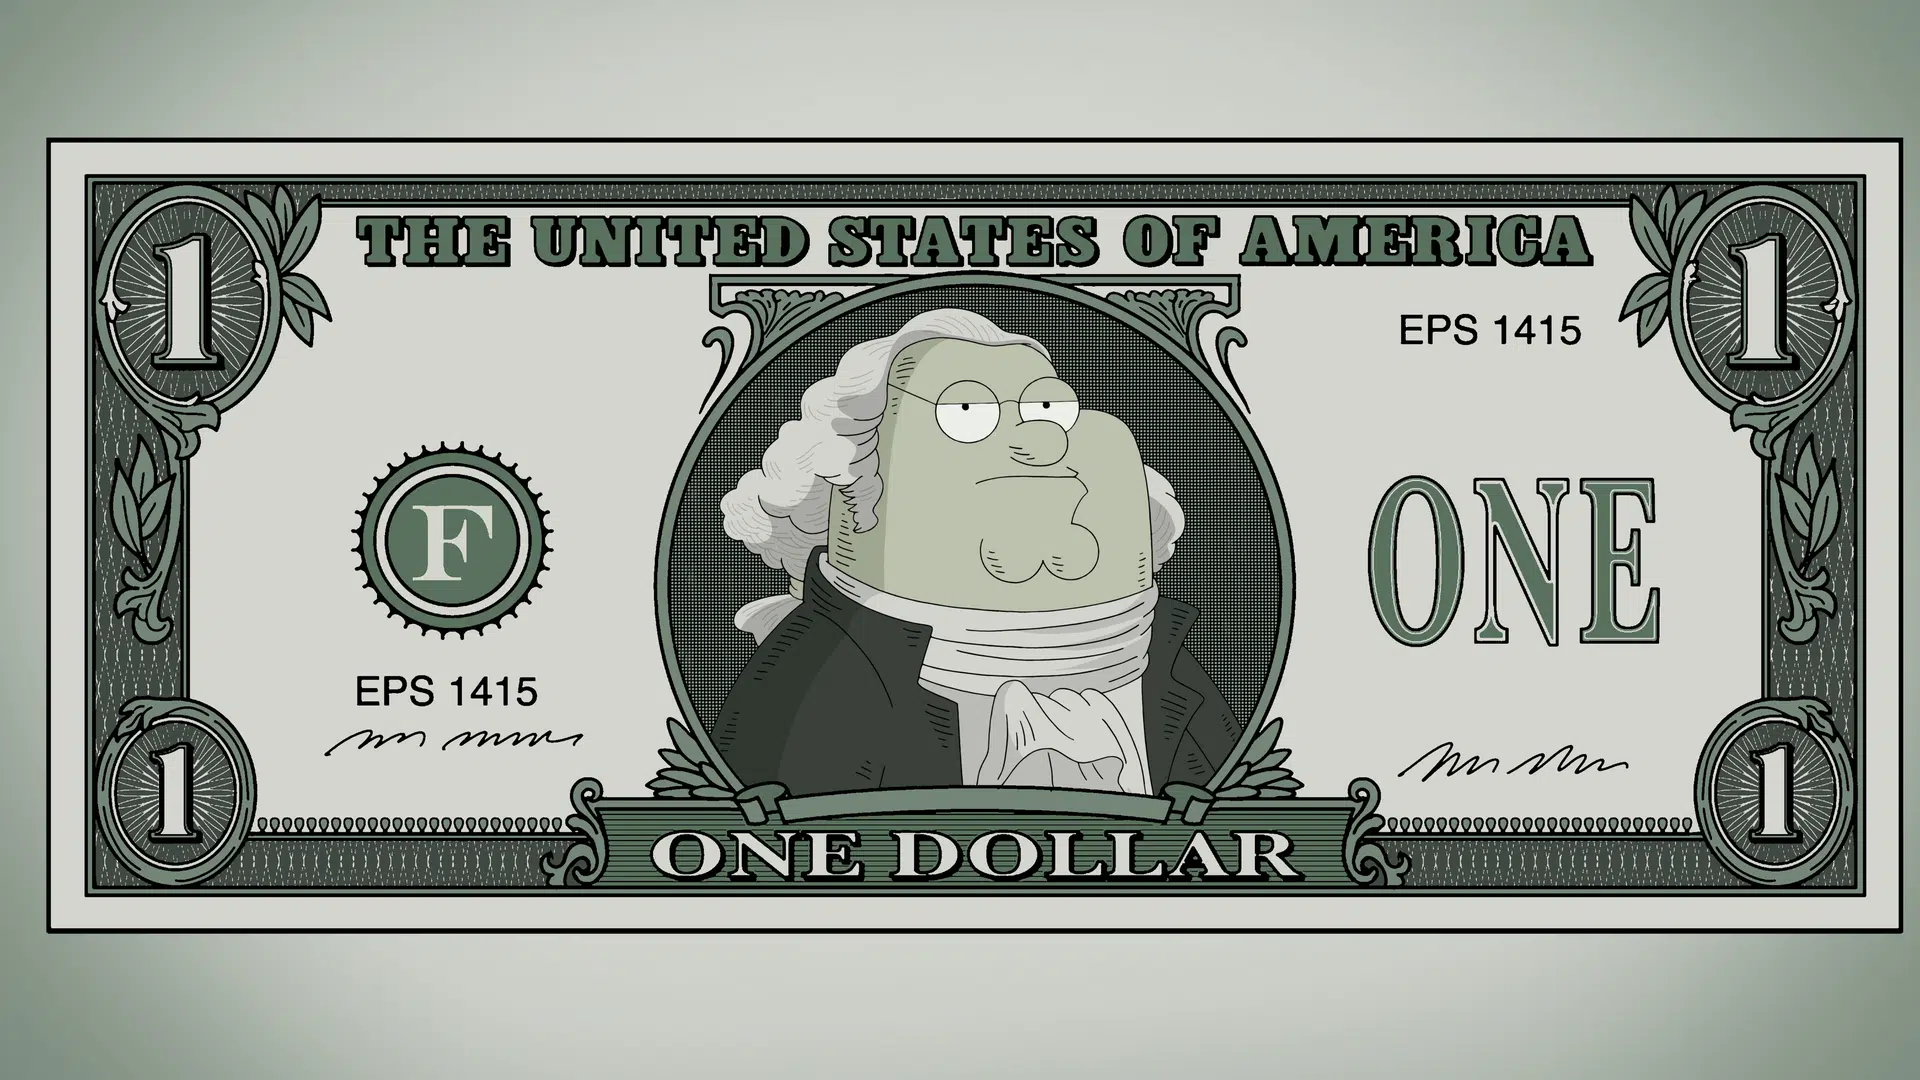 1 1
THE UNITED STATES OF AMERICA
EPS 1415
F
ONE
EPS 1415
1 1
ONE DOLLAR